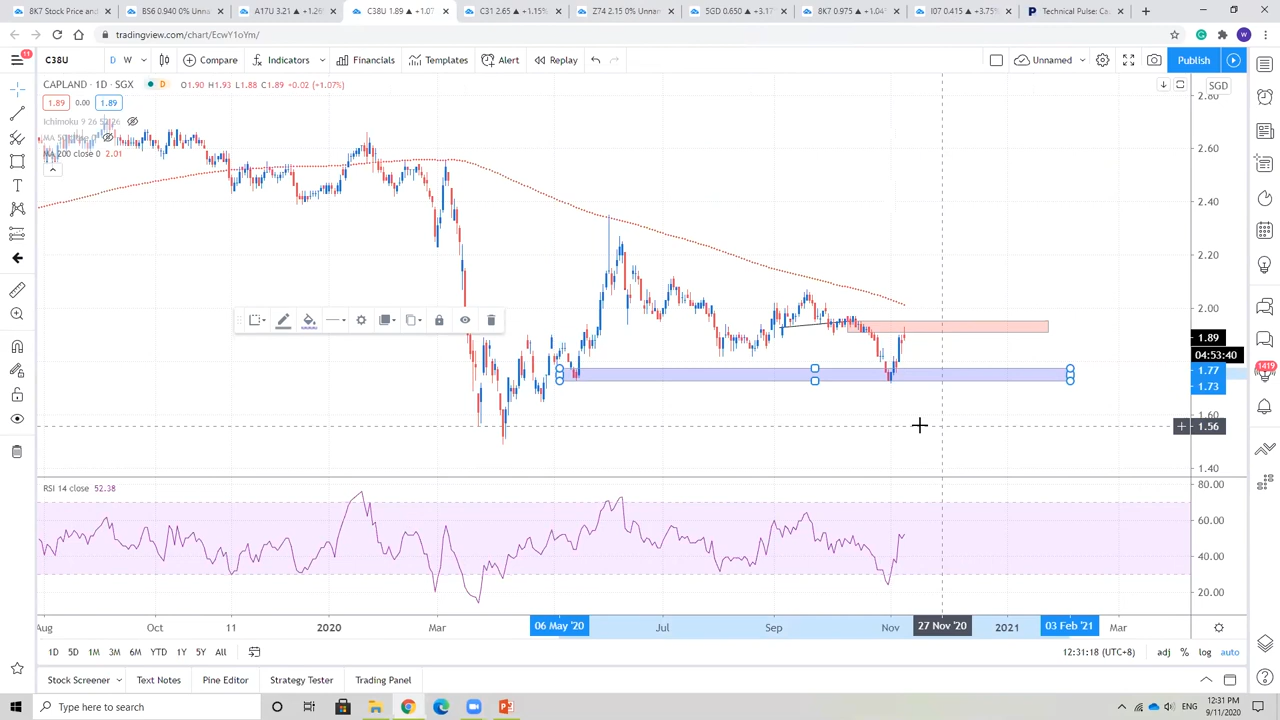 8K7 Stock Price and
BS6 0.940 0% Unna
A17U 3.21 ▲ +1.26
C38U 1.89 ▲ +1.07
C31 2.65 ▲ +1.15%
Z74 2.15 0% Unnam
5GD 0.650 ▲ +3.17
8K7 0.975 ▲ +1.04
I07 0.415 ▲ +3.75%
Technical Pulse: Ca
tradingview.com/chart/EcwY1oYm/
11
C38U
D W
Compare
Indicators
Financials
Templates
Alert
Replay
Unnamed
Publish
CAPLAND · 1D · SGX
D
O1.90 H1.93 L1.88 C1.89 +0.02 (+1.07%)
SGD
1.89 0.00 1.89
Ichimoku 9 26 52 26
MA 200 close 0 2.01
2.80
2.60
2.40
2.20
2.00
1.89
04:53:40
1.77
1.73
1.60
1.56
1.40
1419
RSI 14 close 52.38
80.00
60.00
40.00
20.00
Aug
Oct
11
2020
Mar
06 May '20
Jul
Sep
Nov
27 Nov '20
2021
03 Feb '21
Mar
1D 5D 1M 3M 6M YTD 1Y 5Y All
12:31:18 (UTC+8)
adj % log auto
Stock Screener
Text Notes
Pine Editor
Strategy Tester
Trading Panel
Type here to search
ENG
12:31 PM
9/11/2020